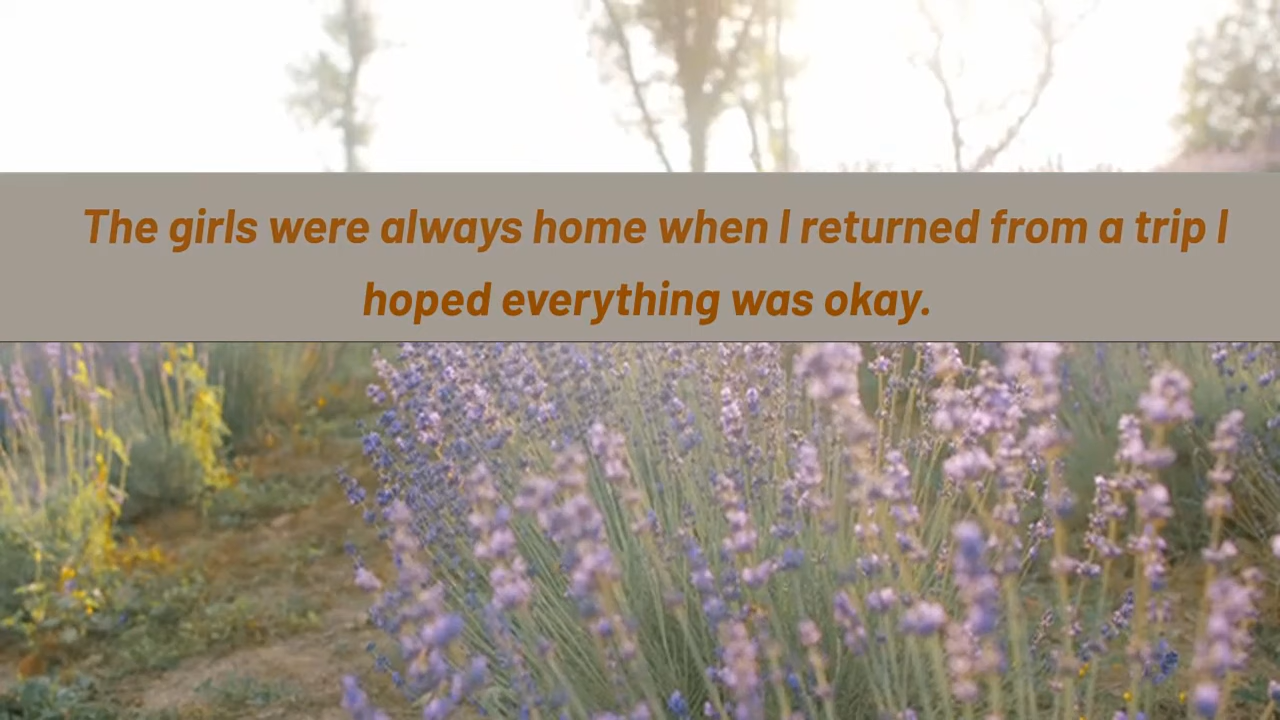 The girls were always home when I returned from a trip I
hoped everything was okay.